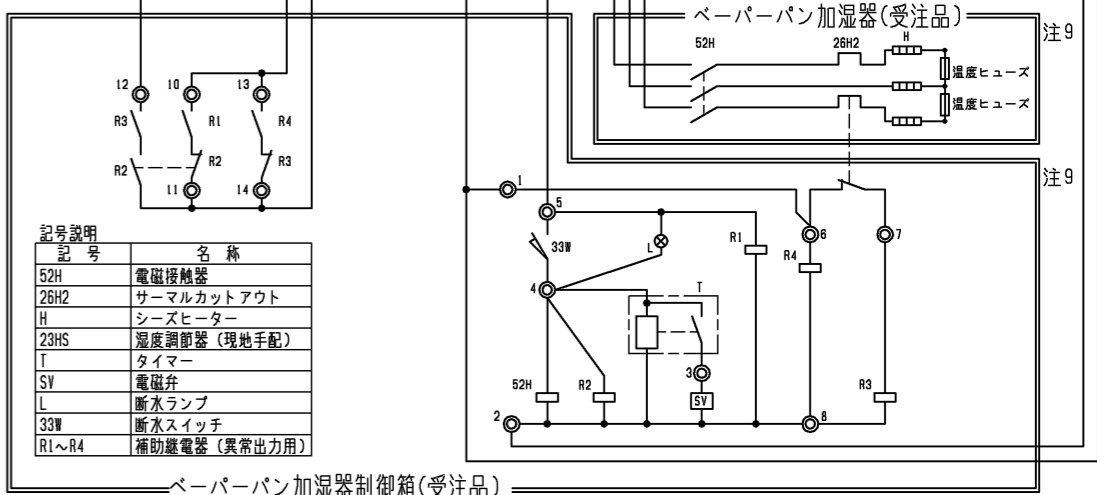 ベーパーパン加湿器(受注品)
注9
52H
26H2
H
温度ヒューズ
温度ヒューズ
12
10
13
R3
R1
R4
R2
R2
R3
11
14
注9
1
5
33W
L
R1
6
7
R4
4
T
3
52H
R2
SV
R3
2
8
記号説明
記 号 名 称
52H 電磁接触器
26H2 サーマルカットアウト
H シーズヒーター
23HS 湿度調節器(現地手配)
T タイマー
SV 電磁弁
L 断水ランプ
33W 断水スイッチ
R1~R4 補助継電器(異常出力用)
ベーパーパン加湿器制御箱(受注品)